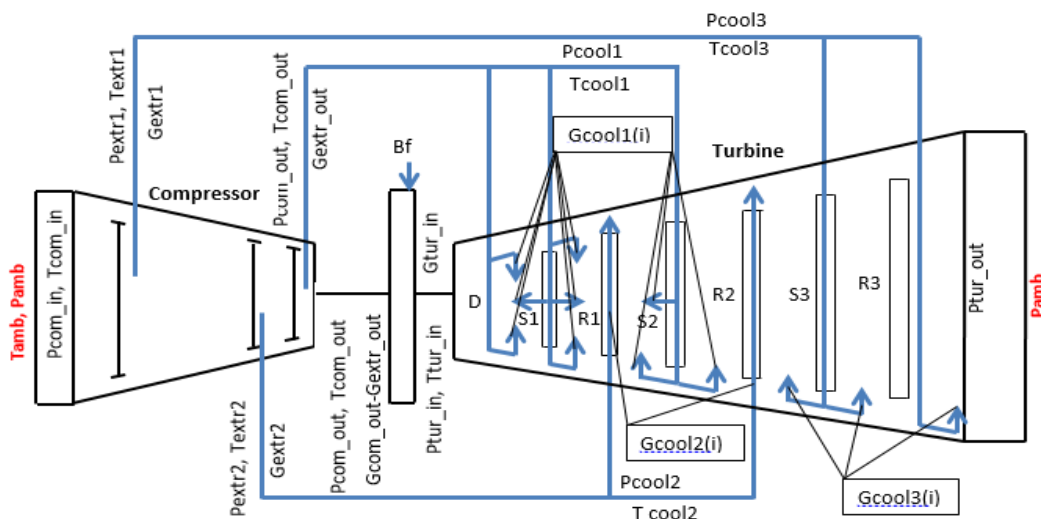 Pcool3
Tcool3
Pcool1
Tcool1
Pextr1, Textr1
Gextr1
Pcom_out, Tcom_out
Gextr_out
Gcool1(i)
Bf
Turbine
Compressor
Tamb, Pamb
Pcom_in, Tcom_in
Gtur_in
Ptur_in, Ttur_in
D
S1
R1
S2
R2
S3
R3
Ptur_out
Pamb
Pextr2, Textr2
Gextr2
Pcom_out, Tcom_out
Gcom_out-Gextr_out
Gcool2(i)
Pcool2
T cool2
Gcool3(i)